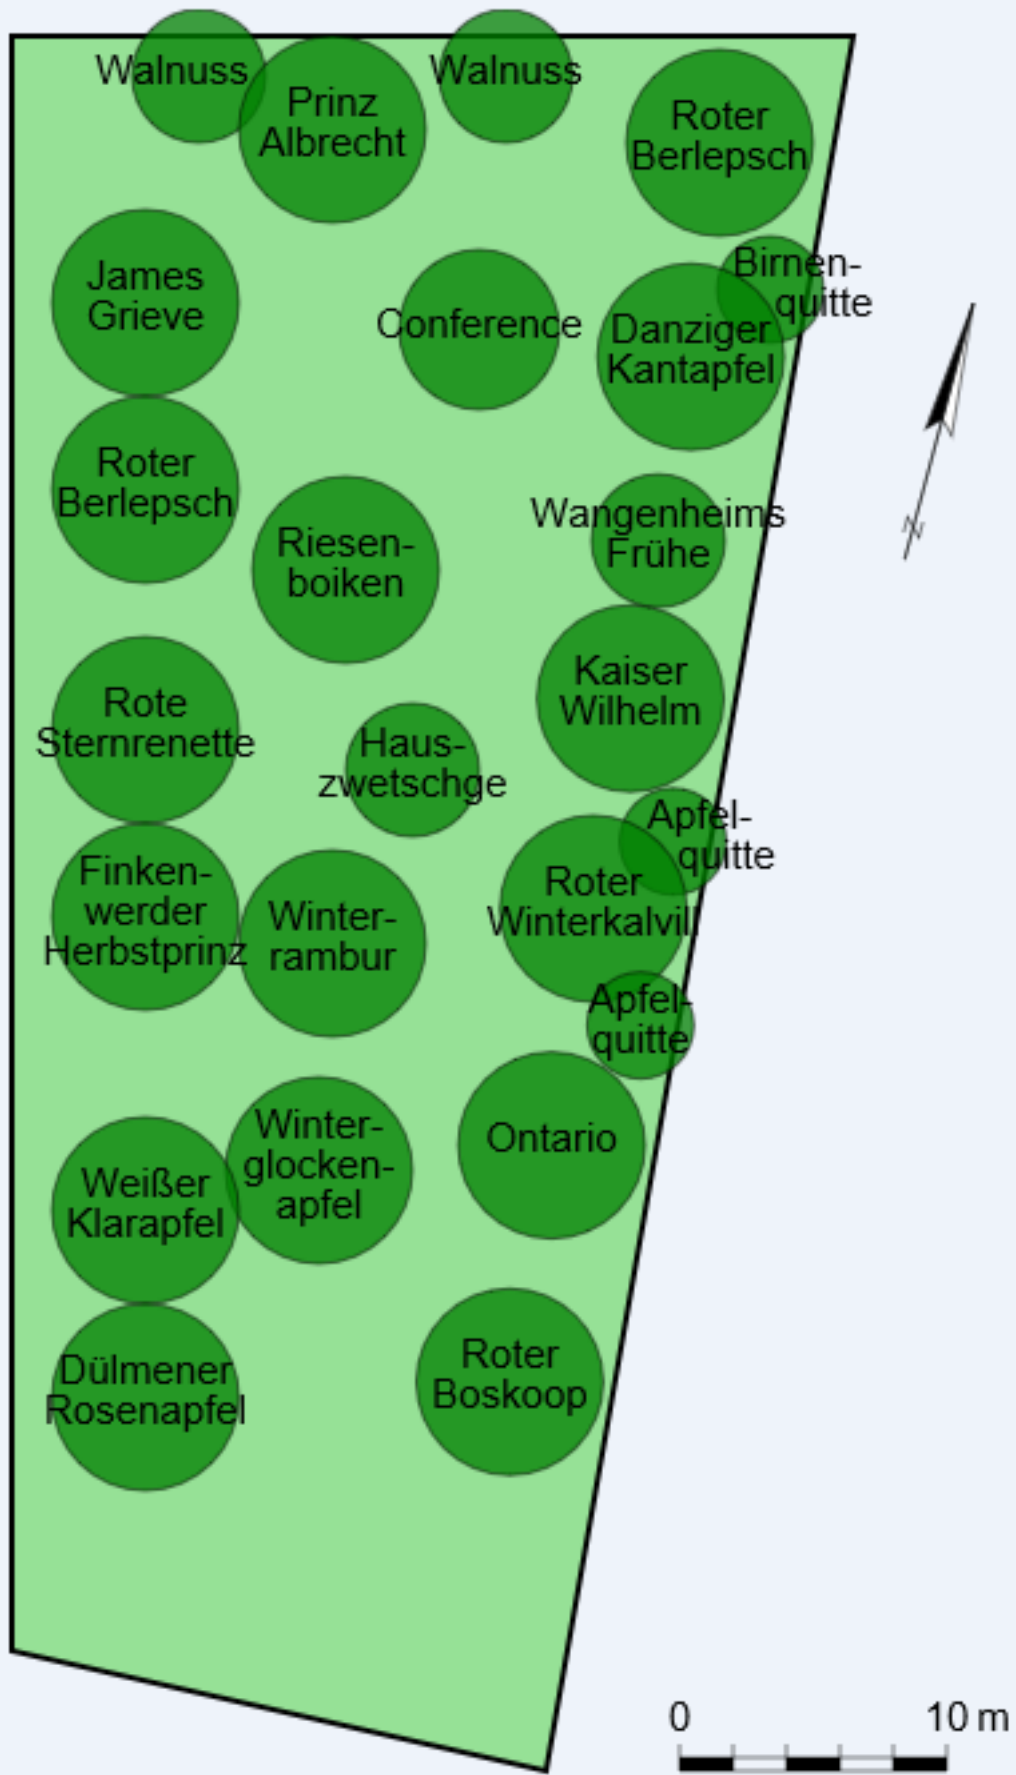 Walnuss
Prinz
Albrecht
Walnuss
Roter
Berlepsch
James
Grieve
Conference
Birnen-
quitte
Danziger
Kantapfel
Roter
Berlepsch
Riesen-
boiken
Wangenheims
Frühe
Kaiser
Wilhelm
Rote
Sternrenette
Haus-
zwetschge
Apfel-
quitte
Finken-
werder
Herbstprinz
Winter-
rambur
Roter
Winterkalvill
Apfel-
quitte
Winter-
glocken-
apfel
Ontario
Weißer
Klarapfel
Dülmener
Rosenapfel
Roter
Boskoop
N
0 10 m